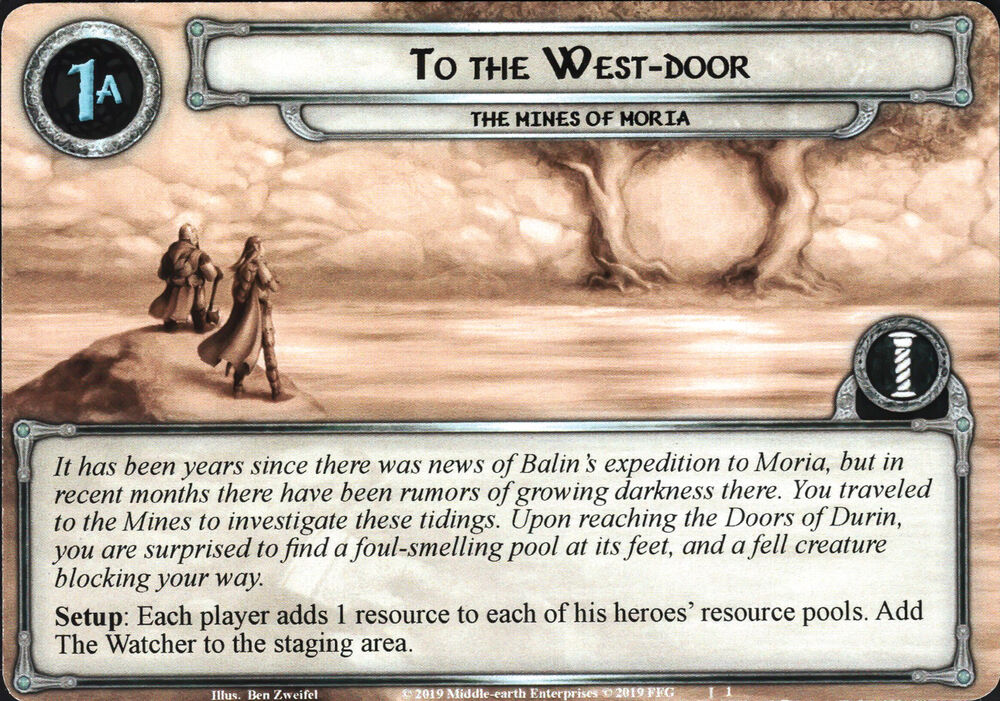 1A
TO THE WEST-DOOR
THE MINES OF MORIA
It has been years since there was news of Balin's expedition to Moria, but in
recent months there have been rumors of growing darkness there. You traveled
to the Mines to investigate these tidings. Upon reaching the Doors of Durin,
you are surprised to find a foul-smelling pool at its feet, and a fell creature
blocking your way.
Setup: Each player adds 1 resource to each of his heroes' resource pools. Add
The Watcher to the staging area.
Illus. Ben Zweifel © 2019 Middle-earth Enterprises © 2019 FFG 1